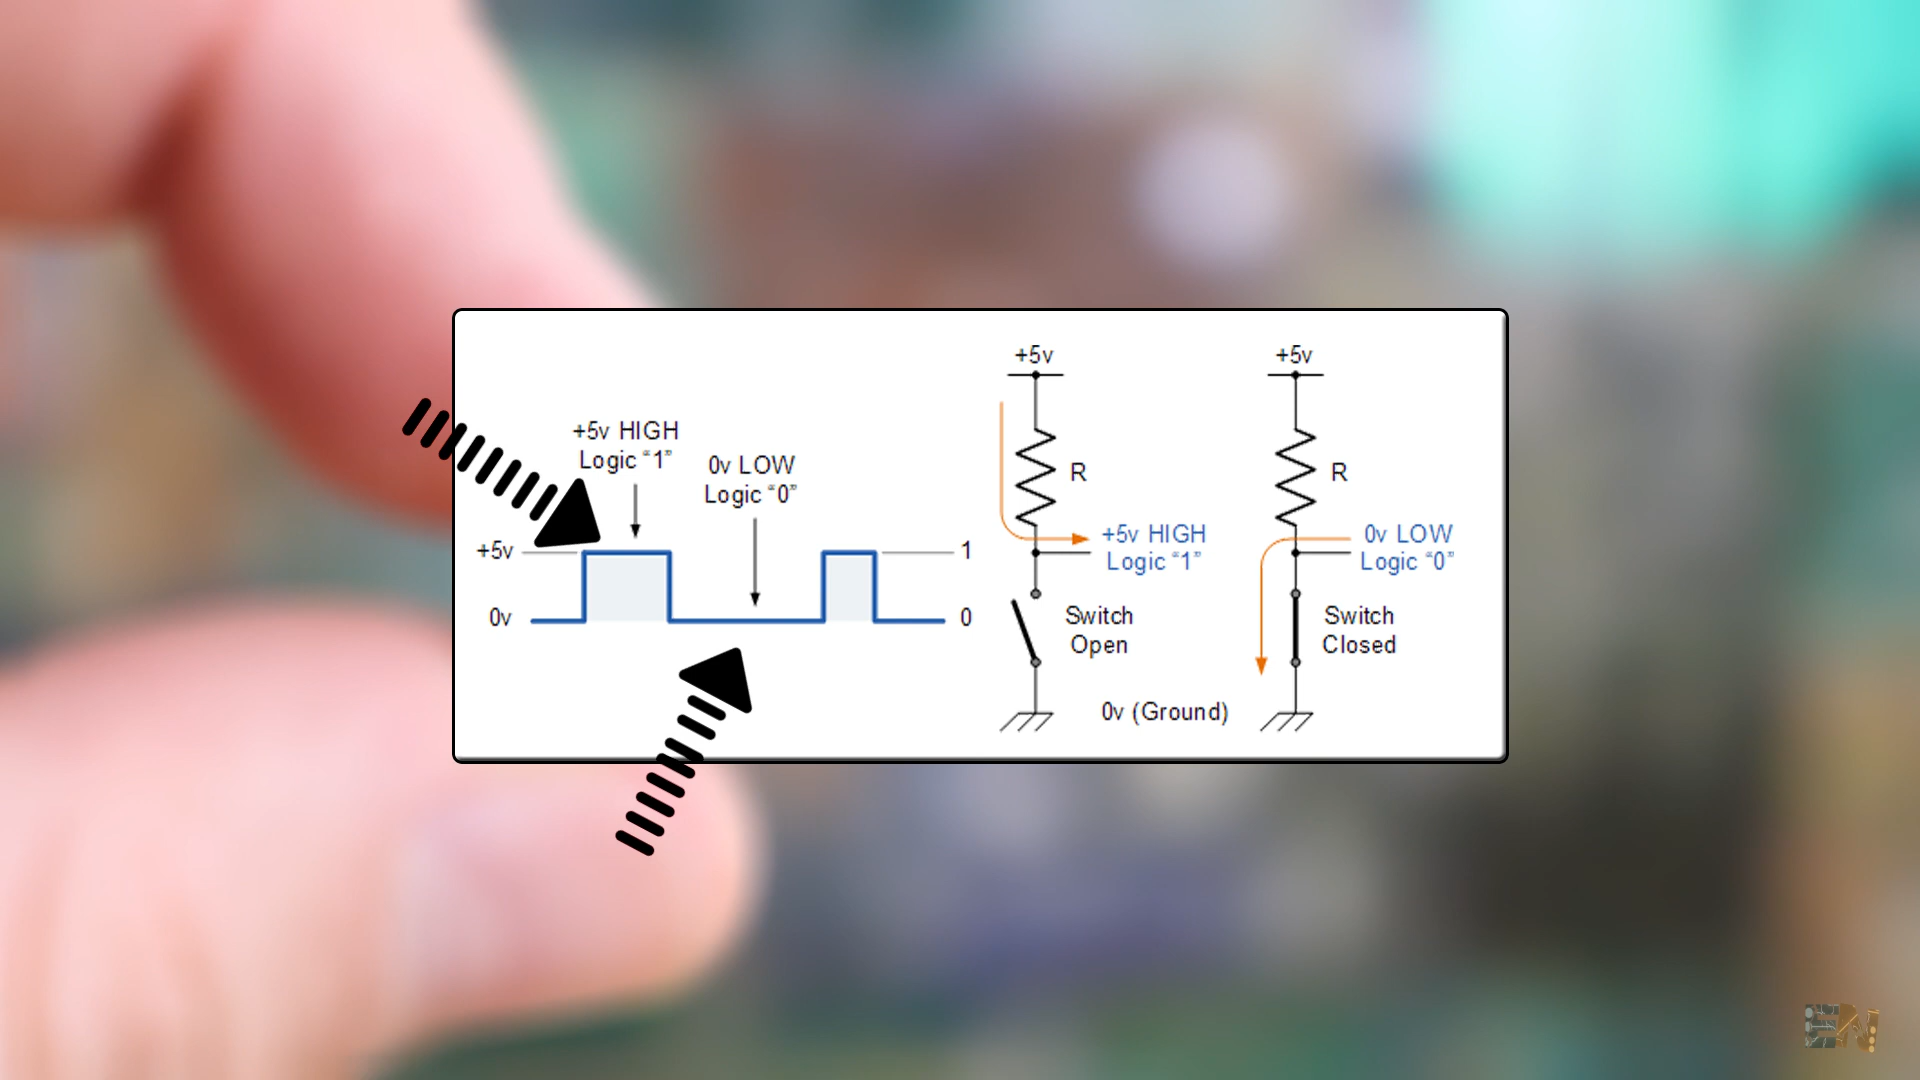 +5v HIGH
Logic “1”
0v LOW
Logic “0”
+5v
0v
1
0
+5v
R
+5v HIGH
Logic “1”
Switch
Open
0v (Ground)
+5v
R
0v LOW
Logic “0”
Switch
Closed
EN